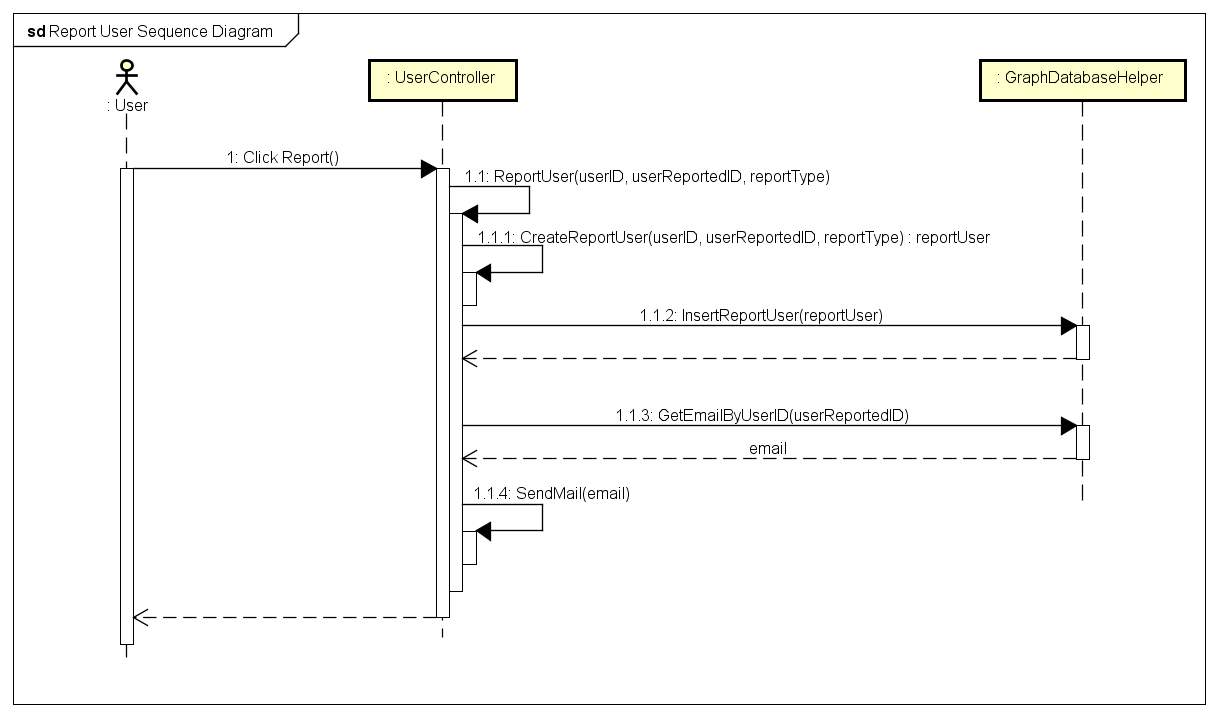 sd Report User Sequence Diagram
: User
: UserController
: GraphDatabaseHelper
1: Click Report()
1.1: ReportUser(userID, userReportedID, reportType)
1.1.1: CreateReportUser(userID, userReportedID, reportType) : reportUser
1.1.2: InsertReportUser(reportUser)
1.1.3: GetEmailByUserID(userReportedID)
email
1.1.4: SendMail(email)